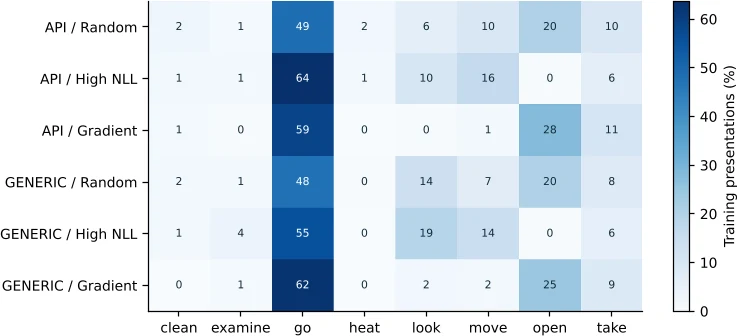 API / Random 2 1 49 2 6 10 20 10
API / High NLL 1 1 64 1 10 16 0 6
API / Gradient 1 0 59 0 0 1 28 11
GENERIC / Random 2 1 48 0 14 7 20 8
GENERIC / High NLL 1 4 55 0 19 14 0 6
GENERIC / Gradient 0 1 62 0 2 2 25 9
clean examine go heat look move open take
60
50
40
30
20
10
0
Training presentations (%)